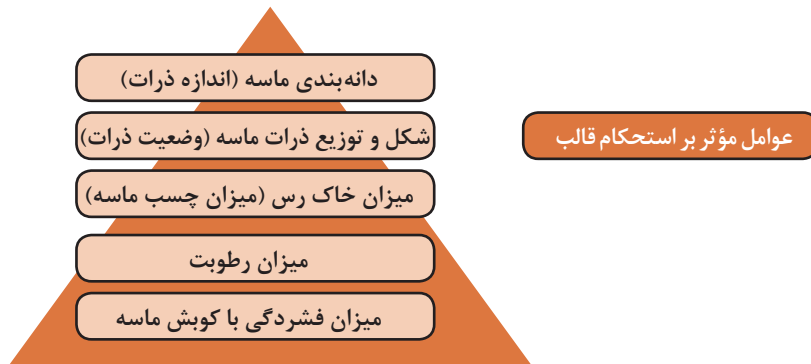 دانه‌بندی ماسه (اندازه ذرات)
شکل و توزیع ذرات ماسه (وضعیت ذرات)
عوامل مؤثر بر استحکام قالب
میزان خاک رس (میزان چسب ماسه)
میزان رطوبت
میزان فشردگی با کوبش ماسه